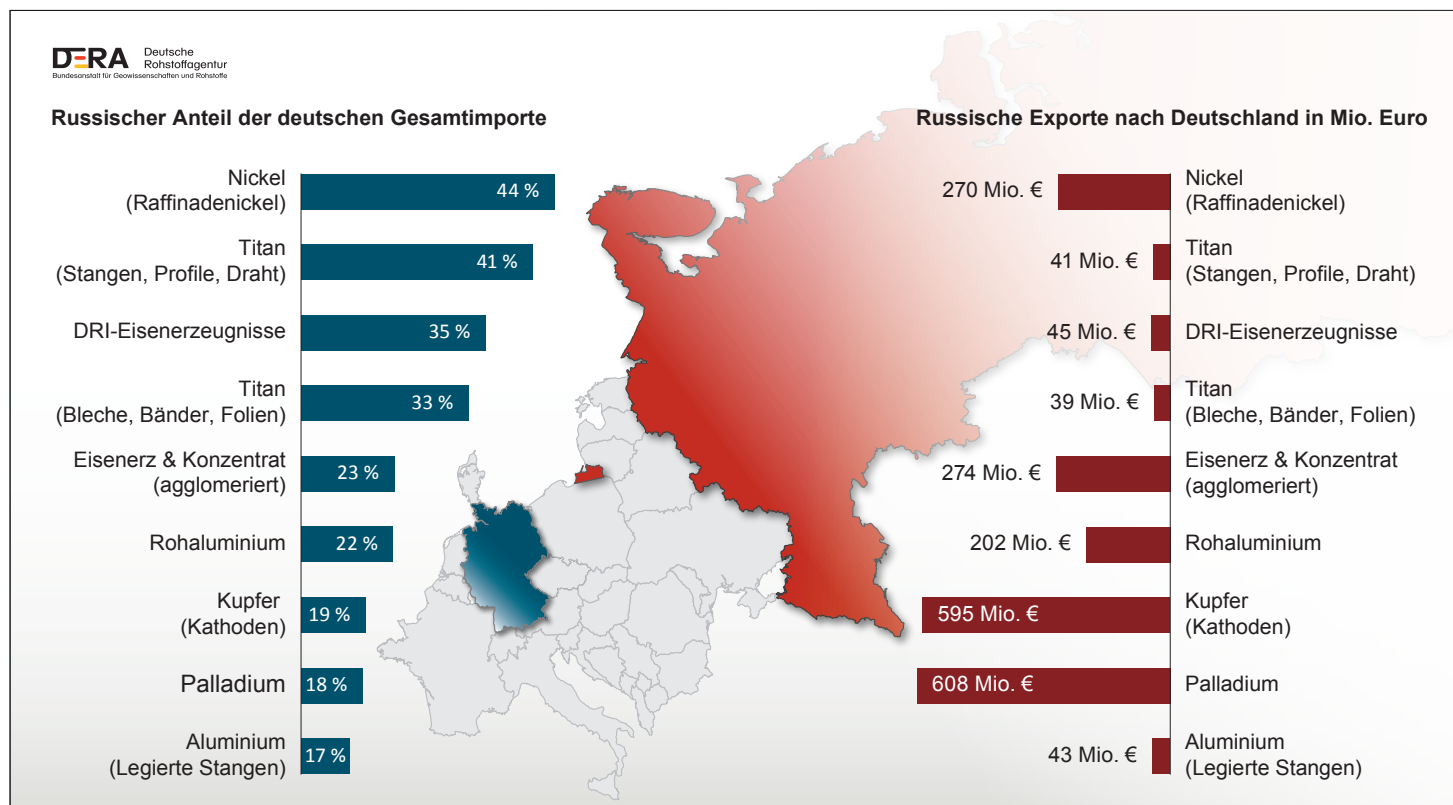 DERA
Deutsche
Rohstoffagentur
Bundesanstalt für Geowissenschaften und Rohstoffe
Russischer Anteil der deutschen Gesamtimporte
Nickel
(Raffinadenickel)
44 %
Titan
(Stangen, Profile, Draht)
41 %
DRI-Eisenerzeugnisse
35 %
Titan
(Bleche, Bänder, Folien)
33 %
Eisenerz & Konzentrat
(agglomeriert)
23 %
Rohaluminium
22 %
Kupfer
(Kathoden)
19 %
Palladium
18 %
Aluminium
(Legierte Stangen)
17 %
Russische Exporte nach Deutschland in Mio. Euro
270 Mio. €
Nickel
(Raffinadenickel)
41 Mio. €
Titan
(Stangen, Profile, Draht)
45 Mio. €
DRI-Eisenerzeugnisse
39 Mio. €
Titan
(Bleche, Bänder, Folien)
274 Mio. €
Eisenerz & Konzentrat
(agglomeriert)
202 Mio. €
Rohaluminium
595 Mio. €
Kupfer
(Kathoden)
608 Mio. €
Palladium
43 Mio. €
Aluminium
(Legierte Stangen)